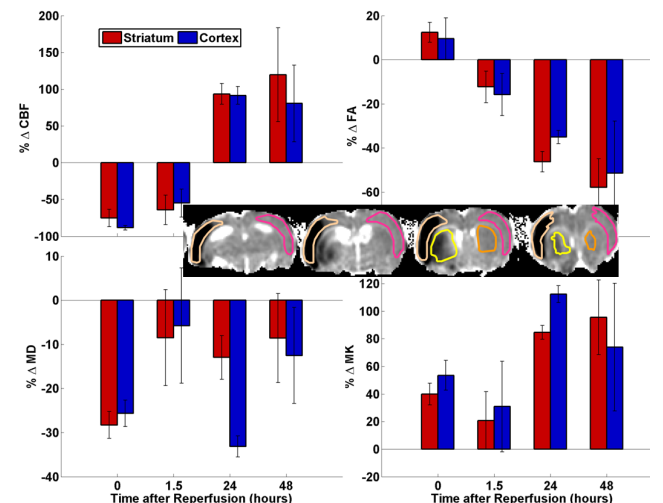 200
150
100
50
0
-50
-100
% Δ CBF
Striatum Cortex
20
0
-20
-40
-60
% Δ FA
10
0
-10
-20
-30
-40
% Δ MD
0 1.5 24 48
Time after Reperfusion (hours)
120
100
80
60
40
20
0
-20
% Δ MK
0 1.5 24 48
Time after Reperfusion (hours)